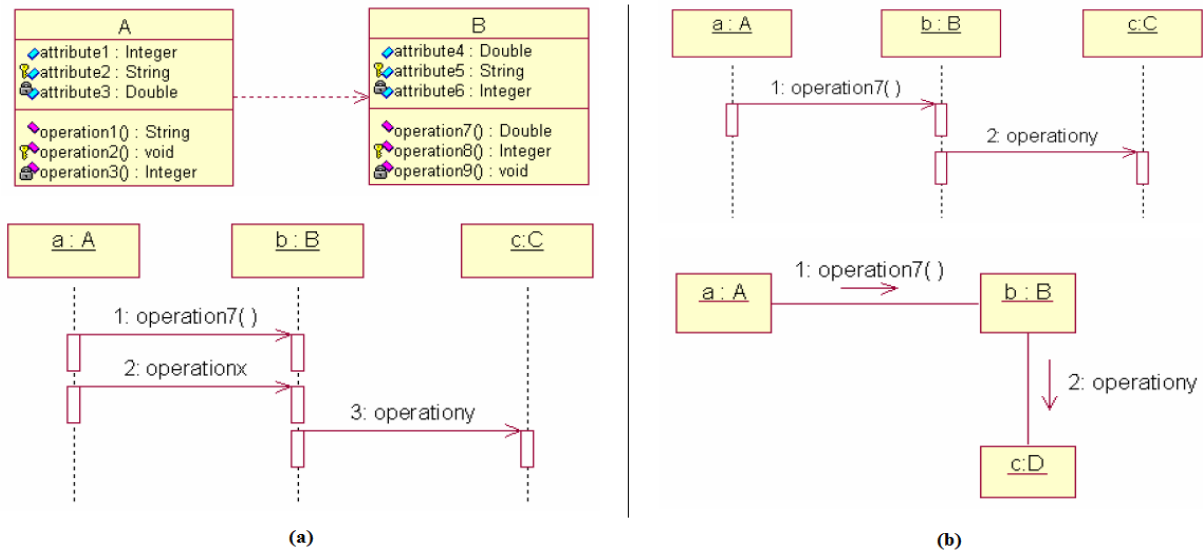 A
attribute1 : Integer
attribute2 : String
attribute3 : Double
operation1() : String
operation2() : void
operation3() : Integer
B
attribute4 : Double
attribute5 : String
attribute6 : Integer
operation7() : Double
operation8() : Integer
operation9() : void
a : A
b : B
c:C
1: operation7( )
2: operationx
3: operationy
(a)
a : A
b : B
c:C
1: operation7( )
2: operationy
1: operation7( )
a : A
b : B
2: operationy
c:D
(b)